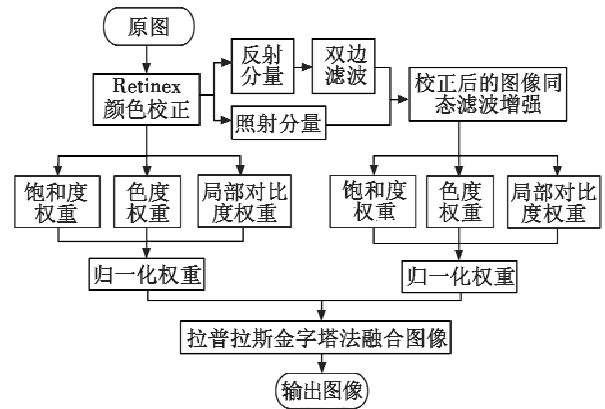 原图
Retinex
颜色校正
反射
分量
双边
滤波
照射分量
校正后的图像同
态滤波增强
饱和度
权重
色度
权重
局部对比
度权重
饱和度
权重
色度
权重
局部对比
度权重
归一化权重
归一化权重
拉普拉斯金字塔法融合图像
输出图像